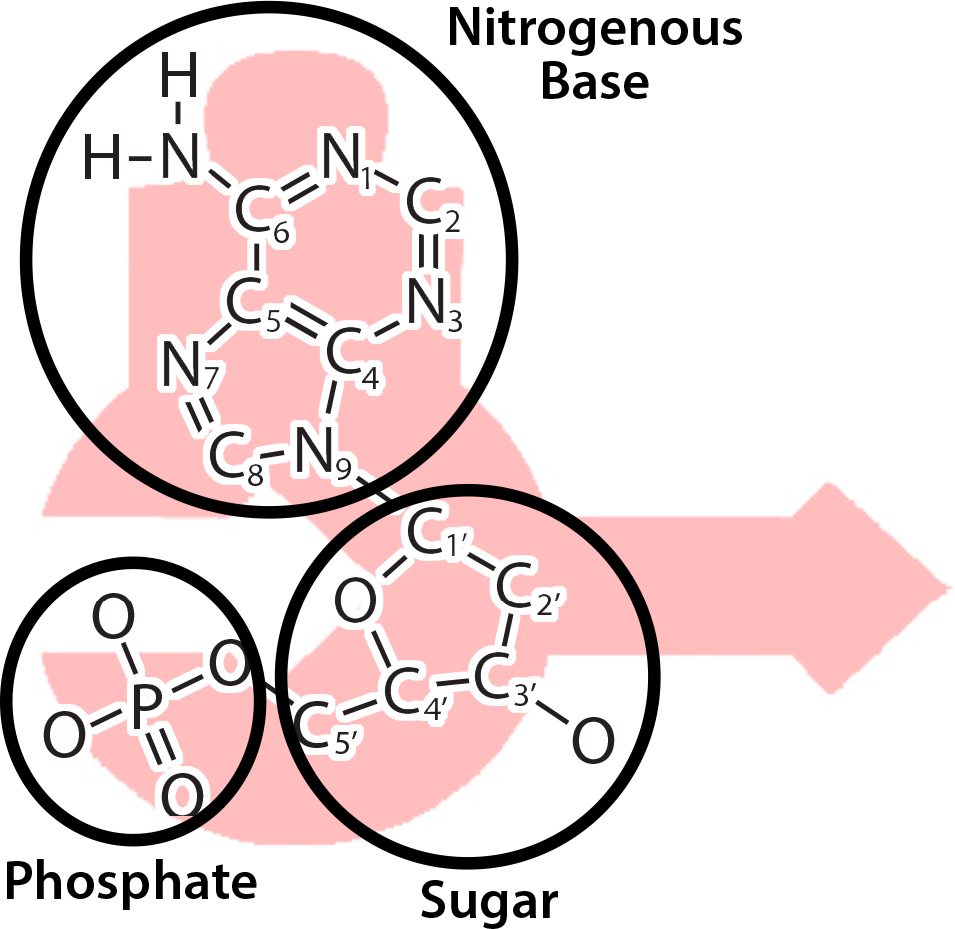 Nitrogenous
Base
H
H N N1
C6 C2
C5 N3
N7 C4
C8 N9
C1′
O C2′
O O C4′ C3′
O P C5′ O
O
Phosphate
Sugar